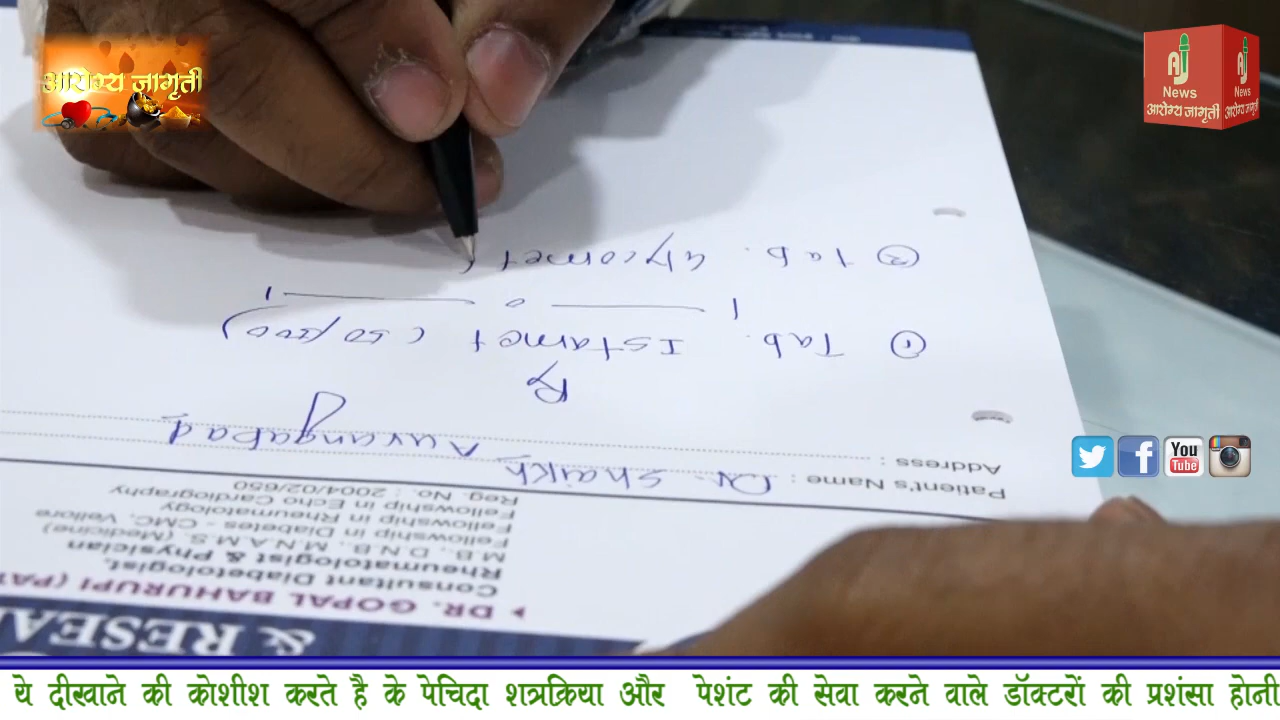 आरोग्य जागृती
AJ
News
आरोग्य जागृती
AJ
News
आरोग्य जागृती
& RESEA
DR. GOPAL BAHURUPI (PAT
Consultant Diabetologist,
Rheumatologist & Physician
M.B., D.N.B., M.N.A.M.S. (Medicine)
Fellowship in Diabetes - CMC, Vellore
Fellowship in Rheumatology
Fellowship in Echo Cardiography
Reg. No. : 2004/02/650
Patient's Name : Dr. Shaikh, Aurangabad
Address :
Rx
① Tab. Istamet (50/500)
1 — 0 — 1
② Tab. Glycomet (
You
Tube
ये दीखाने की कोशीश करते है के पेचिदा शत्रक्रिया और पेशंट की सेवा करने वाले डॉक्टरों की प्रशंसा होनी